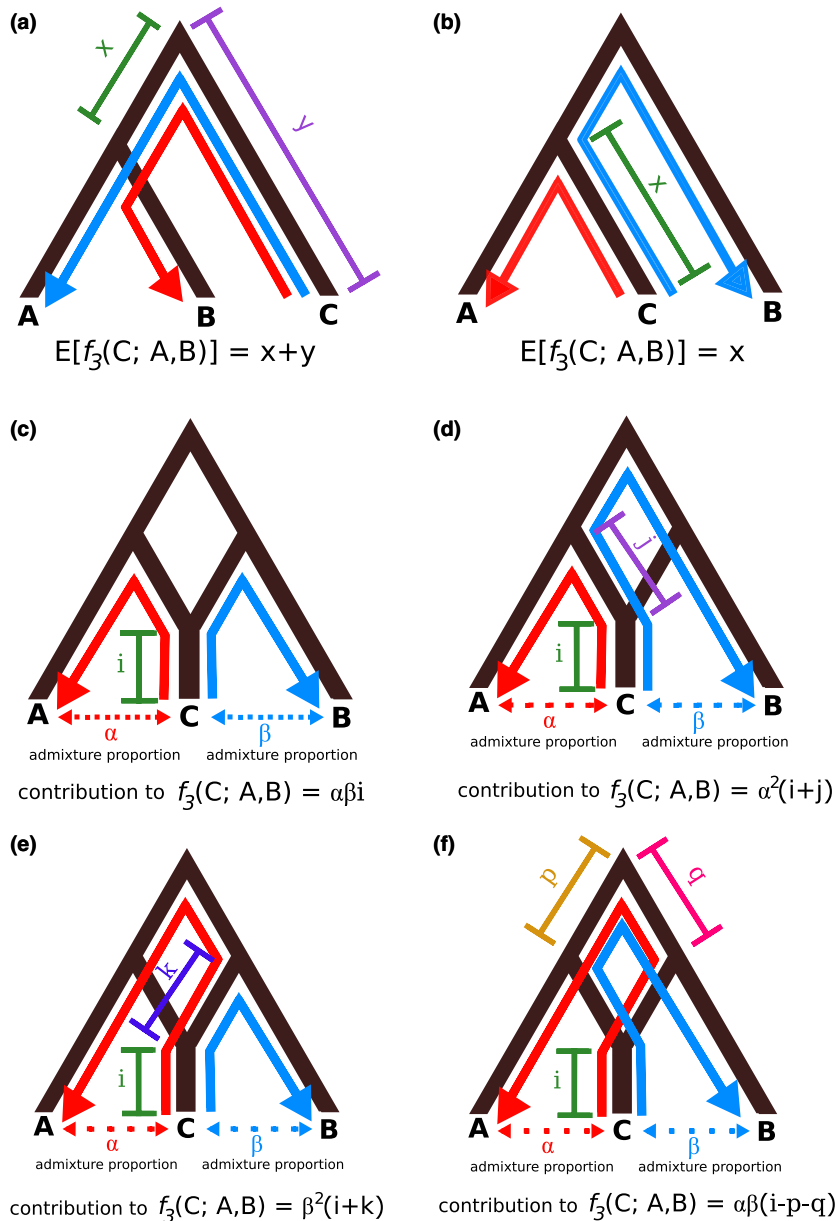 (a)
x
y
A
B
C
E[f3(C; A,B)] = x+y
(b)
x
A
C
B
E[f3(C; A,B)] = x
(c)
i
A
C
B
α
β
admixture proportion
admixture proportion
contribution to f3(C; A,B) = αβi
(d)
j
i
A
C
B
α
β
admixture proportion
admixture proportion
contribution to f3(C; A,B) = α²(i+j)
(e)
k
i
A
C
B
α
β
admixture proportion
admixture proportion
contribution to f3(C; A,B) = β²(i+k)
(f)
p
q
i
A
C
B
α
β
admixture proportion
admixture proportion
contribution to f3(C; A,B) = αβ(i-p-q)